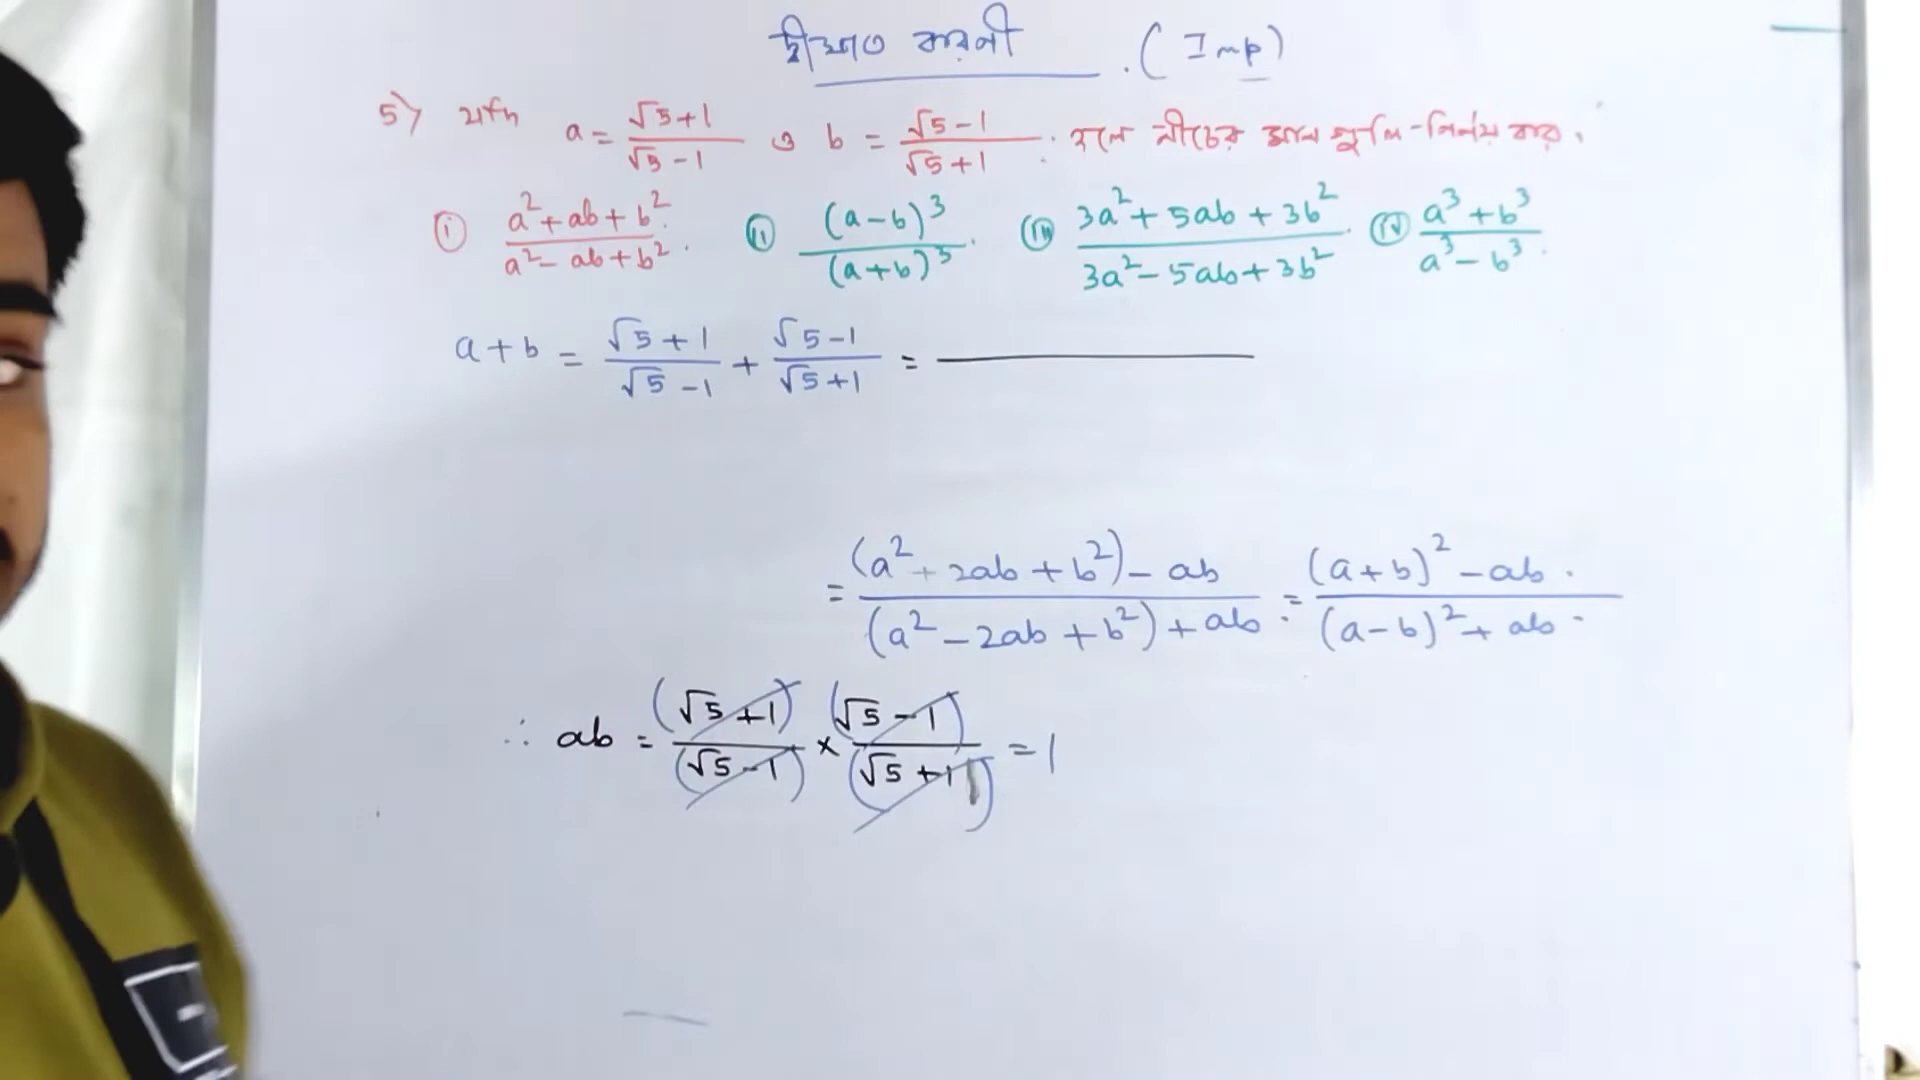 দ্বীঘাত করণী . (Imp)
5) যদি a = (√5+1)/(√5-1) ও b = (√5-1)/(√5+1) . হলে নীচের মান গুলি নির্ণয় কর .
(i) (a²+ab+b²)/(a²-ab+b²) . (ii) (a-b)³/(a+b)³ . (iii) (3a²+5ab+3b²)/(3a²-5ab+3b²) . (iv) (a³+b³)/(a³-b³) .
a+b = (√5+1)/(√5-1) + (√5-1)/(√5+1) =
= ((a²+2ab+b²)-ab)/((a²-2ab+b²)+ab) = ((a+b)²-ab)/((a-b)²+ab)
∴ ab = (√5+1)/(√5-1) × (√5-1)/(√5+1) = 1